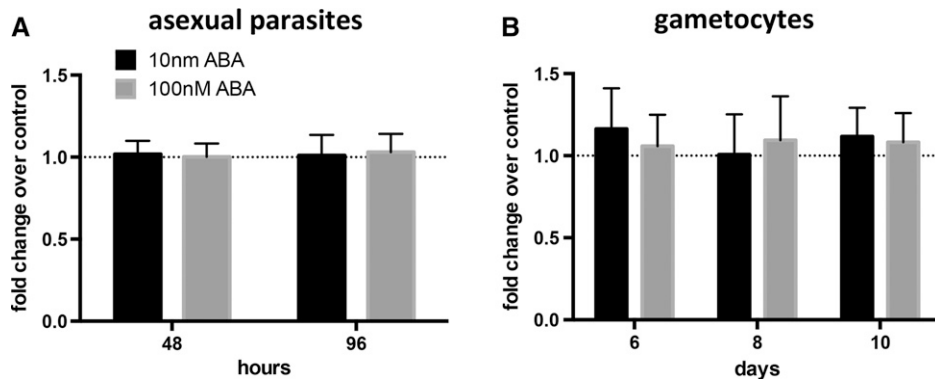 A
asexual parasites
10nm ABA
100nM ABA
fold change over control
1.5
1.0
0.5
0.0
48
96
hours
B
gametocytes
fold change over control
1.5
1.0
0.5
0.0
6
8
10
days